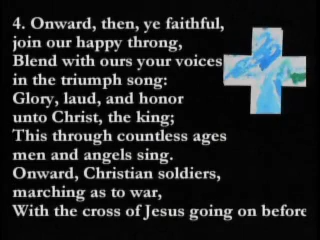 4. Onward, then, ye faithful,
join our happy throng,
Blend with ours your voices
in the triumph song:
Glory, laud, and honor
unto Christ, the king;
This through countless ages
men and angels sing.
Onward, Christian soldiers,
marching as to war,
With the cross of Jesus going on before